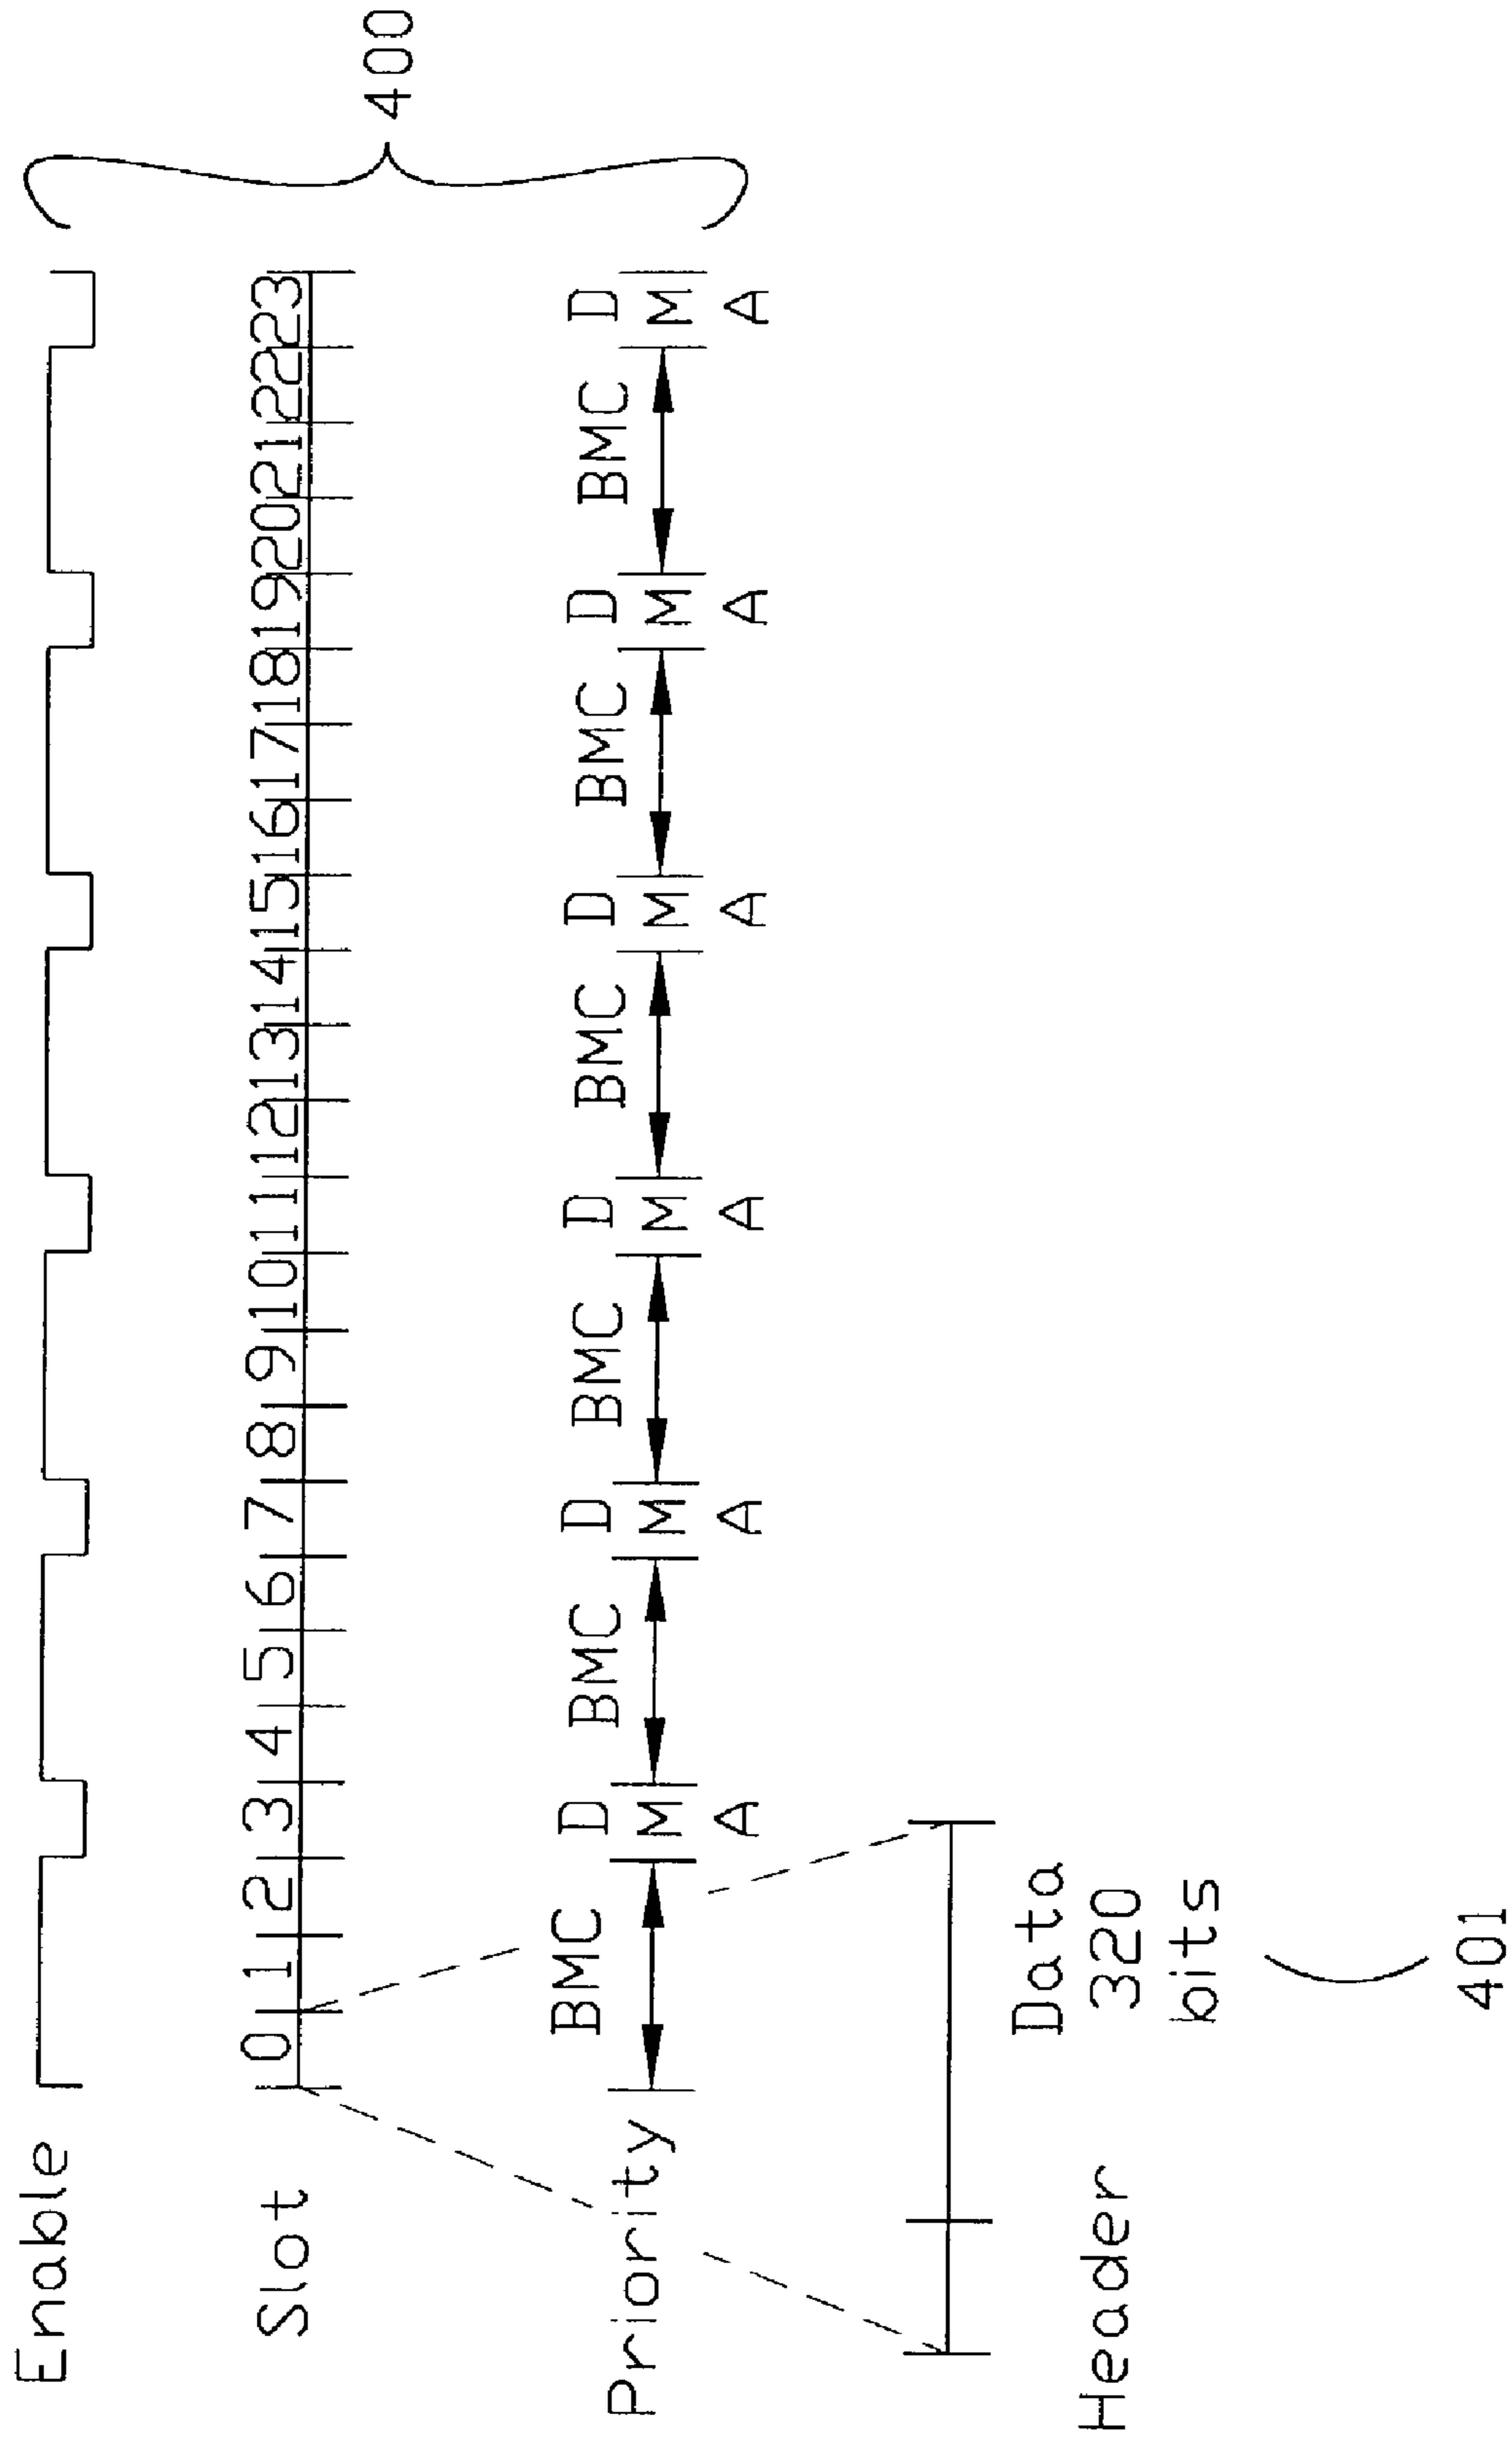 Enable
Slot 0 1 2 3 4 5 6 7 8 9 10 11 12 13 14 15 16 17 18 19 20 21 22 23
400
Priority BMC D M A BMC D M A BMC D M A BMC D M A BMC D M A BMC D M A
Header
Data
320
bits
401